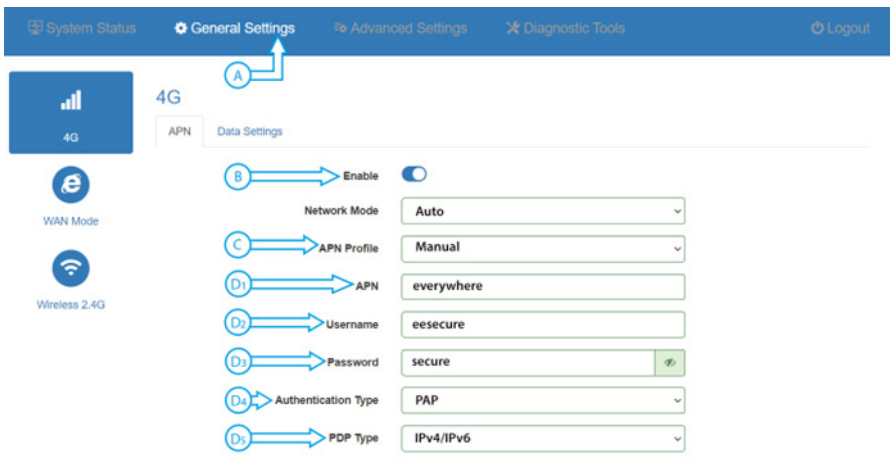 System Status General Settings Advanced Settings Diagnostic Tools Logout
A
4G
4G
APN Data Settings
B Enable
WAN Mode
Network Mode Auto
C APN Profile Manual
D1 APN everywhere
Wireless 2.4G
D2 Username eesecure
D3 Password secure
D4 Authentication Type PAP
D5 PDP Type IPv4/IPv6